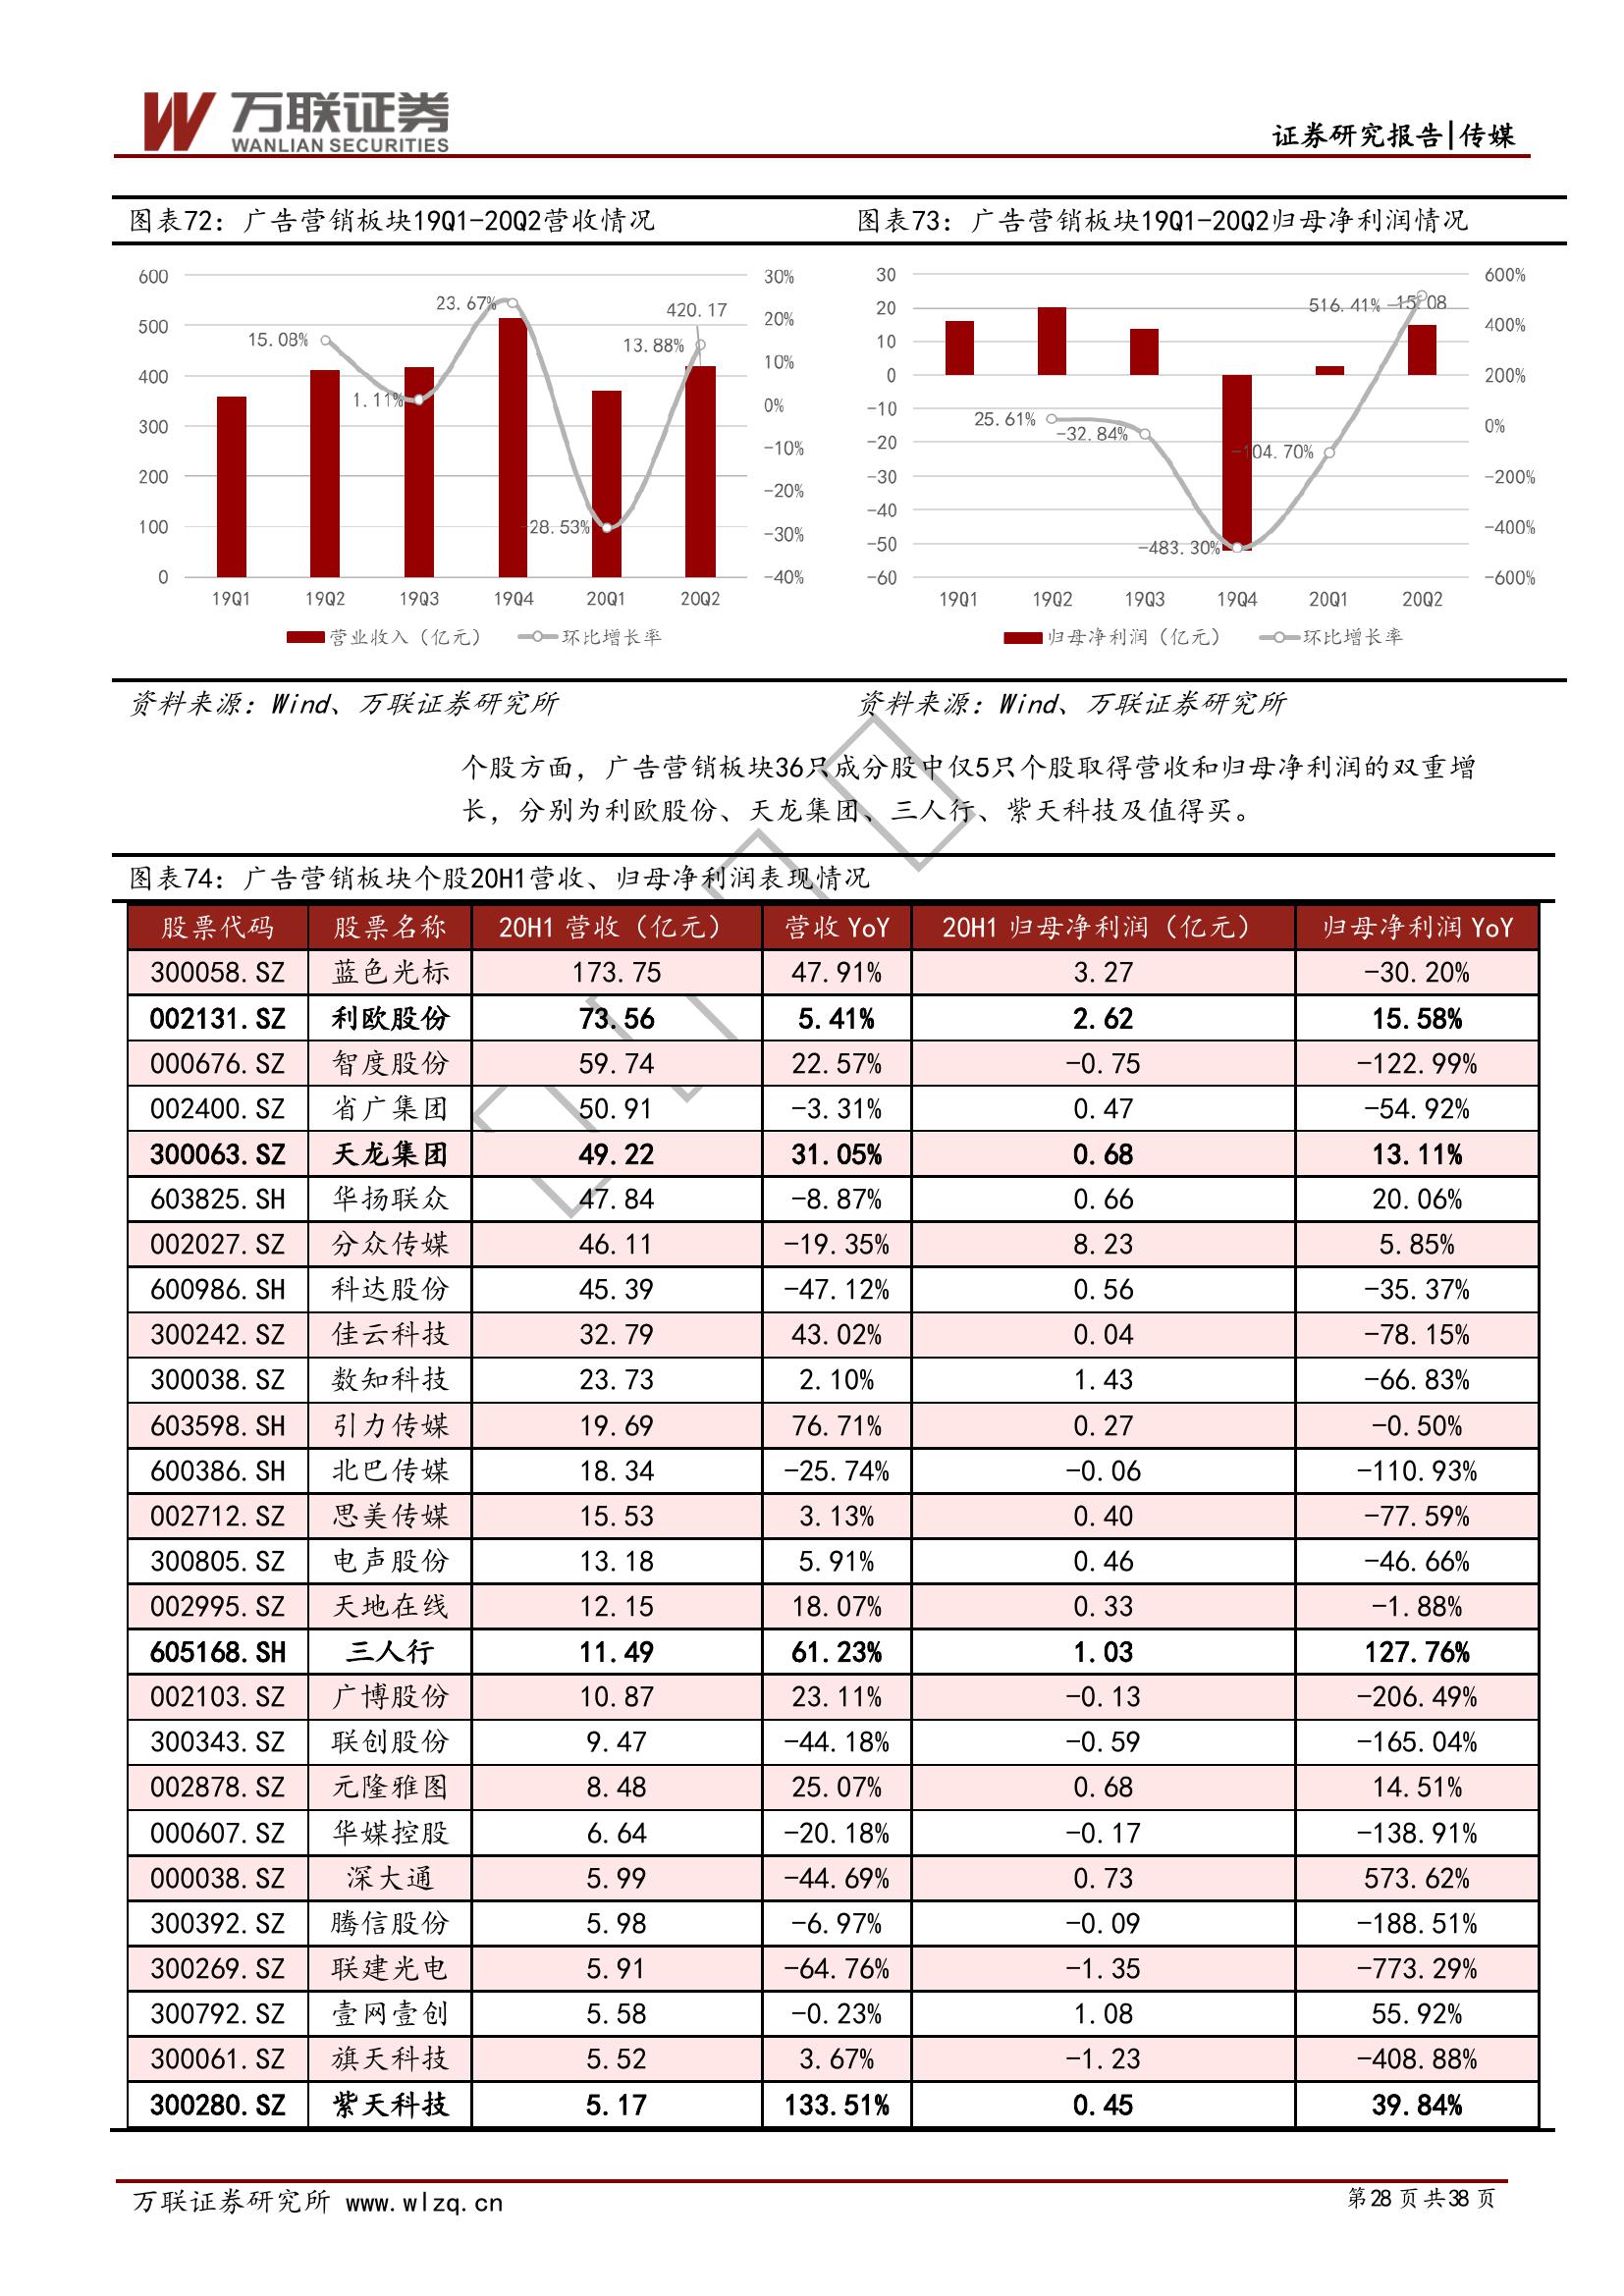 万联证券
WANLIAN SECURITIES
证券研究报告|传媒
图表72：广告营销板块19Q1-20Q2营收情况
图表73：广告营销板块19Q1-20Q2归母净利润情况
600 500 400 300 200 100 0
30% 20% 10% 0% -10% -20% -30% -40%
15.08% 1.11% 23.67% -28.53% 13.88% 420.17
19Q1 19Q2 19Q3 19Q4 20Q1 20Q2
营业收入（亿元） 环比增长率
30 20 10 0 -10 -20 -30 -40 -50 -60
600% 400% 200% 0% -200% -400% -600%
25.61% -32.84% -483.30% -104.70% 516.41% 15.08
19Q1 19Q2 19Q3 19Q4 20Q1 20Q2
归母净利润（亿元） 环比增长率
资料来源：Wind、万联证券研究所
资料来源：Wind、万联证券研究所
个股方面，广告营销板块36只成分股中仅5只个股取得营收和归母净利润的双重增
长，分别为利欧股份、天龙集团、三人行、紫天科技及值得买。
图表74：广告营销板块个股20H1营收、归母净利润表现情况
股票代码 股票名称 20H1 营收（亿元） 营收 YoY 20H1 归母净利润（亿元） 归母净利润 YoY
300058.SZ 蓝色光标 173.75 47.91% 3.27 -30.20%
002131.SZ 利欧股份 73.56 5.41% 2.62 15.58%
000676.SZ 智度股份 59.74 22.57% -0.75 -122.99%
002400.SZ 省广集团 50.91 -3.31% 0.47 -54.92%
300063.SZ 天龙集团 49.22 31.05% 0.68 13.11%
603825.SH 华扬联众 47.84 -8.87% 0.66 20.06%
002027.SZ 分众传媒 46.11 -19.35% 8.23 5.85%
600986.SH 科达股份 45.39 -47.12% 0.56 -35.37%
300242.SZ 佳云科技 32.79 43.02% 0.04 -78.15%
300038.SZ 数知科技 23.73 2.10% 1.43 -66.83%
603598.SH 引力传媒 19.69 76.71% 0.27 -0.50%
600386.SH 北巴传媒 18.34 -25.74% -0.06 -110.93%
002712.SZ 思美传媒 15.53 3.13% 0.40 -77.59%
300805.SZ 电声股份 13.18 5.91% 0.46 -46.66%
002995.SZ 天地在线 12.15 18.07% 0.33 -1.88%
605168.SH 三人行 11.49 61.23% 1.03 127.76%
002103.SZ 广博股份 10.87 23.11% -0.13 -206.49%
300343.SZ 联创股份 9.47 -44.18% -0.59 -165.04%
002878.SZ 元隆雅图 8.48 25.07% 0.68 14.51%
000607.SZ 华媒控股 6.64 -20.18% -0.17 -138.91%
000038.SZ 深大通 5.99 -44.69% 0.73 573.62%
300392.SZ 腾信股份 5.98 -6.97% -0.09 -188.51%
300269.SZ 联建光电 5.91 -64.76% -1.35 -773.29%
300792.SZ 壹网壹创 5.58 -0.23% 1.08 55.92%
300061.SZ 旗天科技 5.52 3.67% -1.23 -408.88%
300280.SZ 紫天科技 5.17 133.51% 0.45 39.84%
万联证券研究所 www.wlzq.cn
第28 页 共38 页